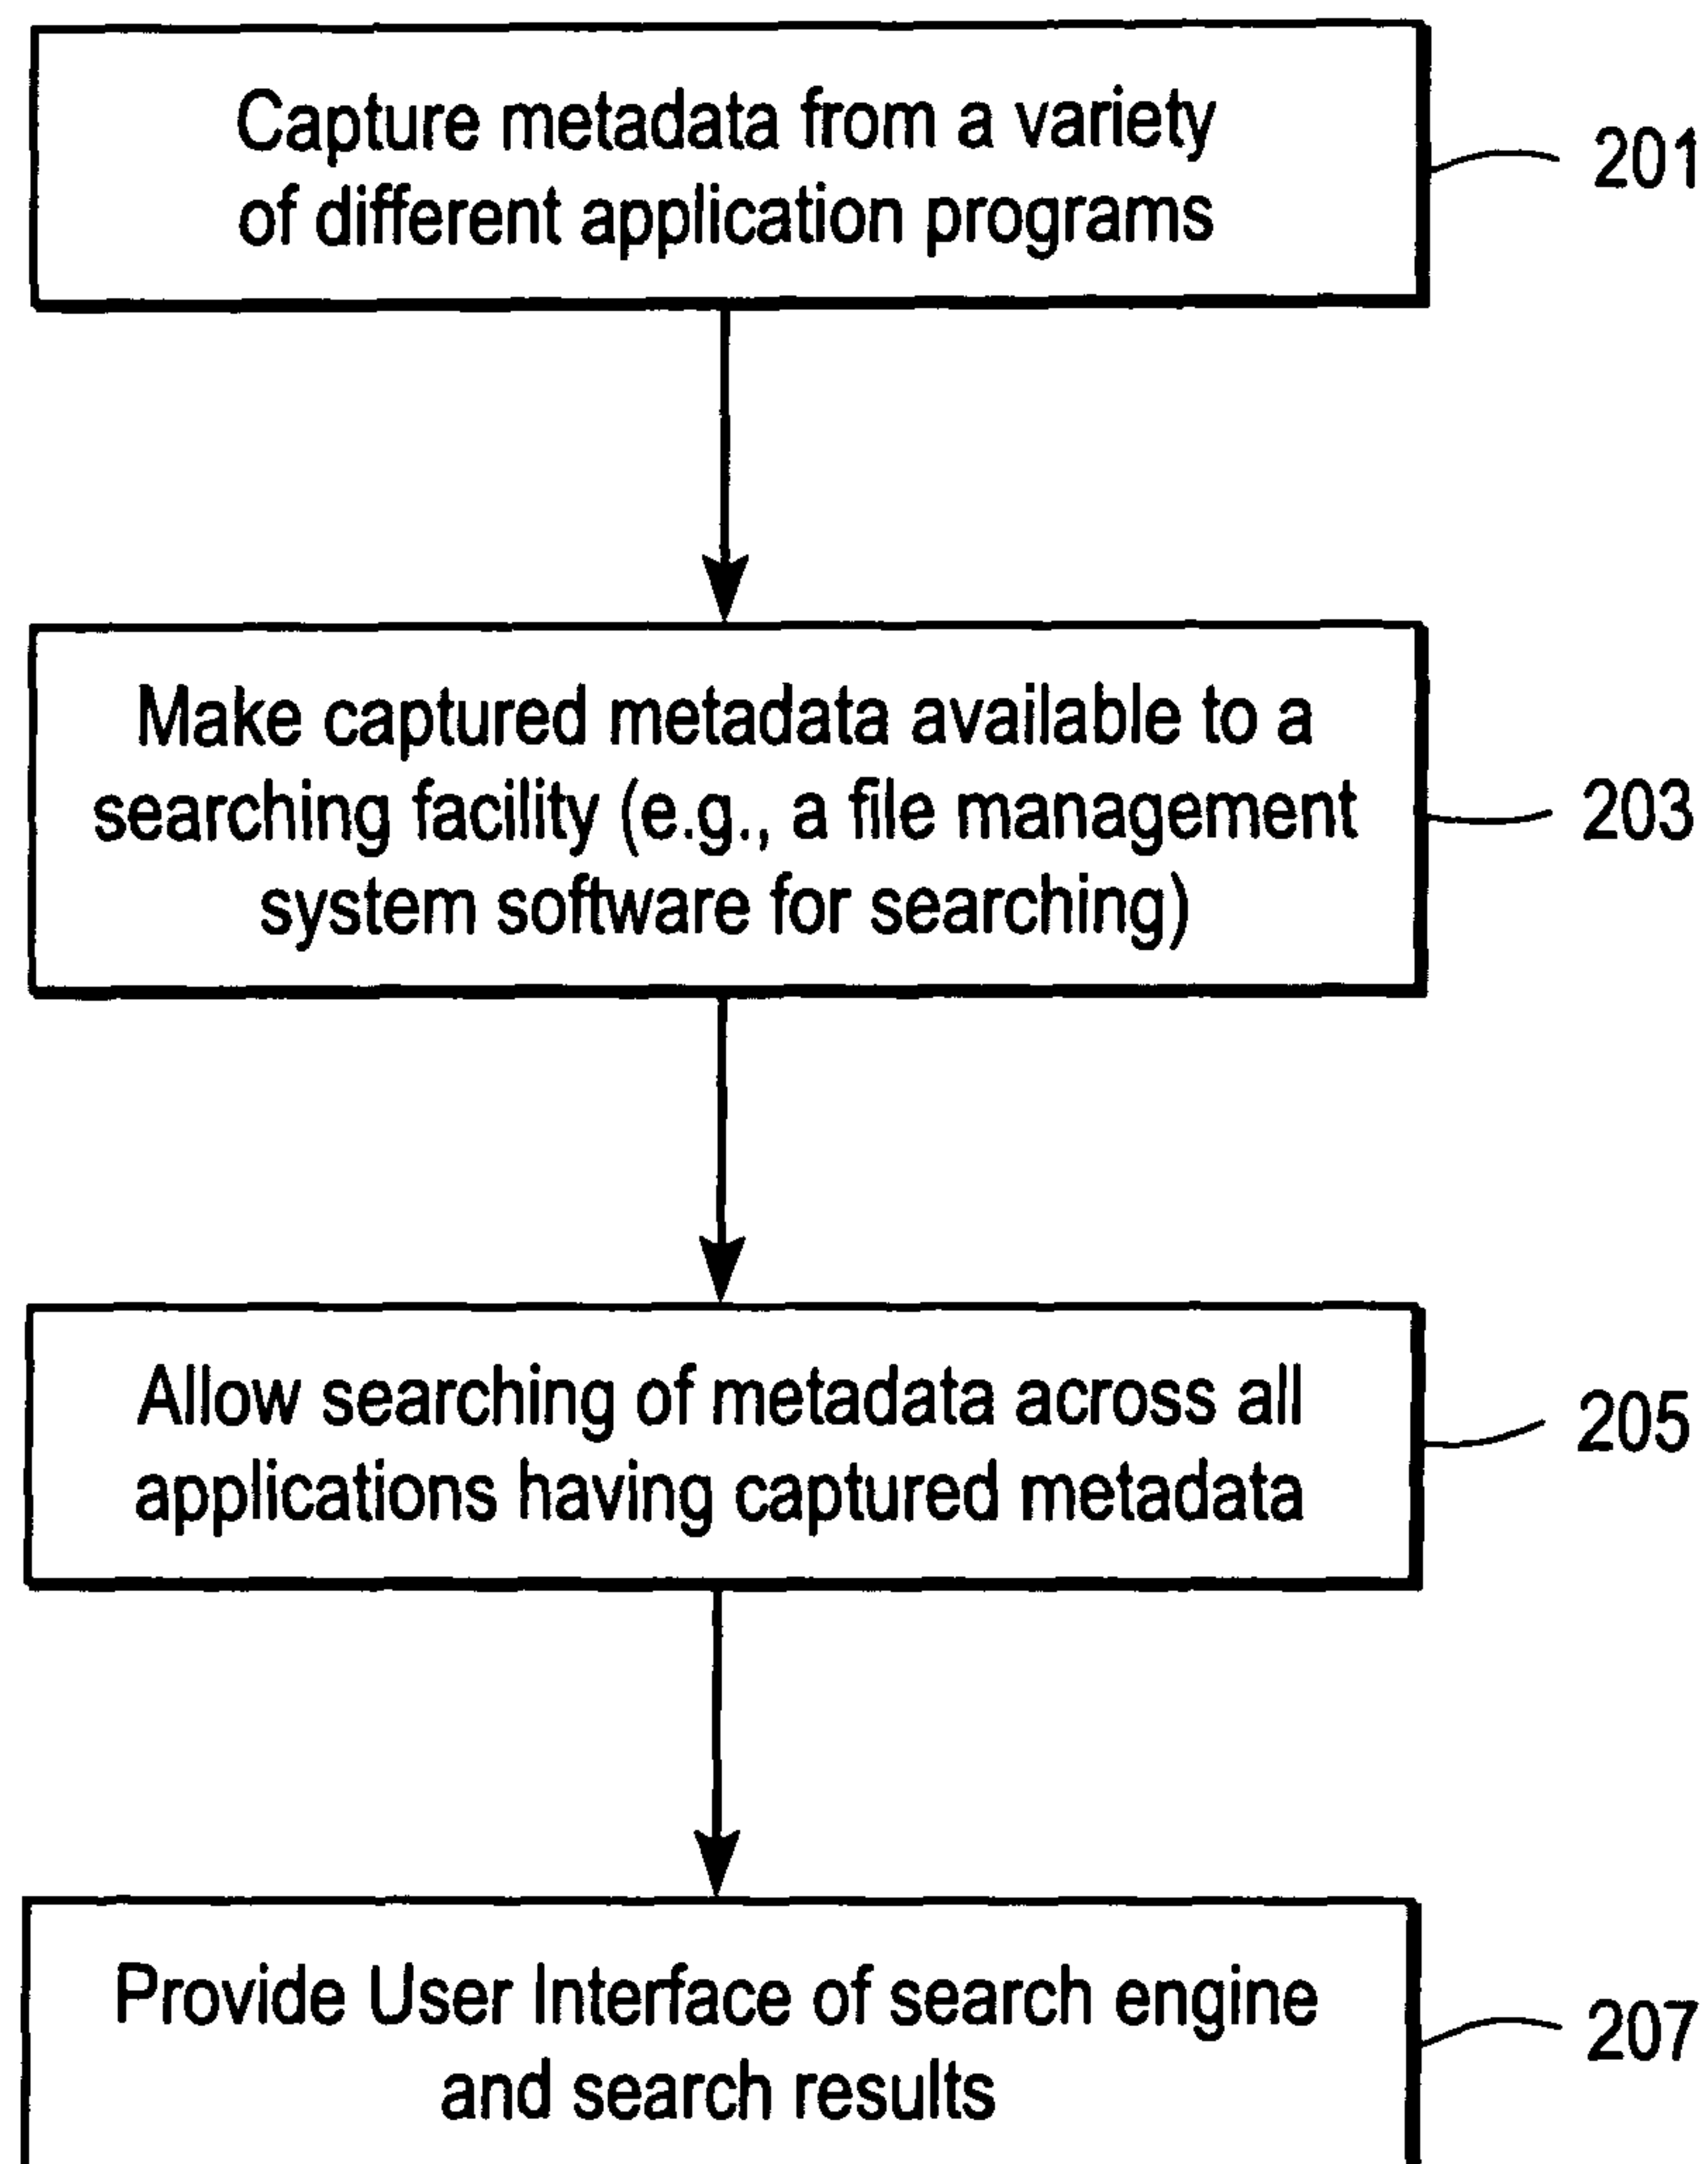 Capture metadata from a variety
of different application programs
201
Make captured metadata available to a
searching facility (e.g., a file management
system software for searching)
203
Allow searching of metadata across all
applications having captured metadata
205
Provide User Interface of search engine
and search results
207